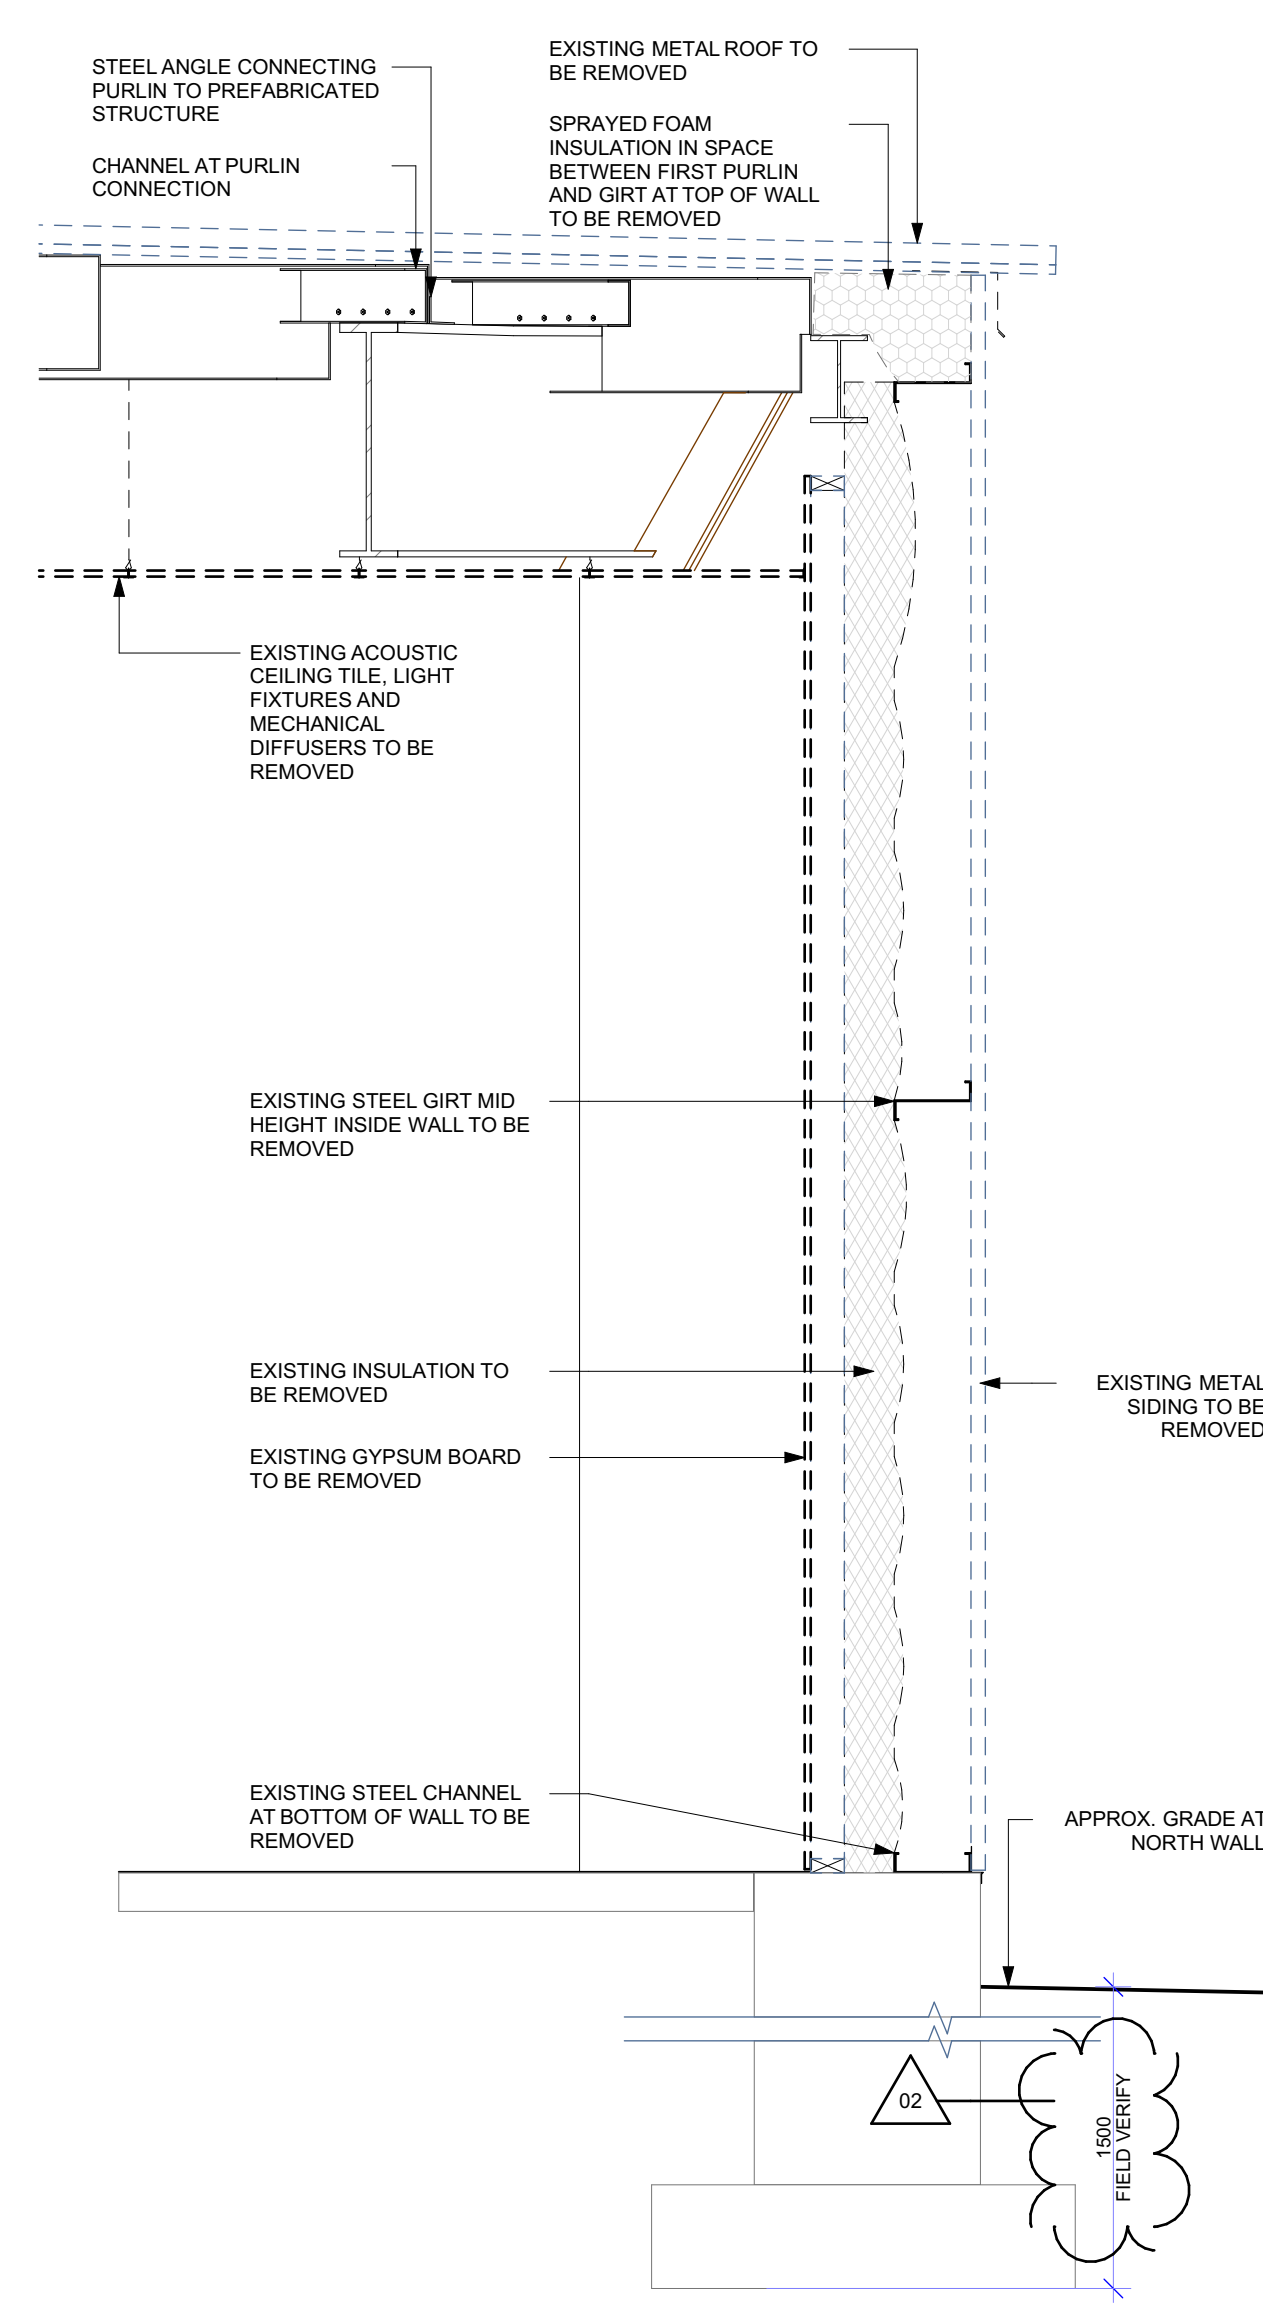 STEEL ANGLE CONNECTING
PURLIN TO PREFABRICATED
STRUCTURE
CHANNEL AT PURLIN
CONNECTION
EXISTING METAL ROOF TO
BE REMOVED
SPRAYED FOAM
INSULATION IN SPACE
BETWEEN FIRST PURLIN
AND GIRT AT TOP OF WALL
TO BE REMOVED
EXISTING ACOUSTIC
CEILING TILE, LIGHT
FIXTURES AND
MECHANICAL
DIFFUSERS TO BE
REMOVED
EXISTING STEEL GIRT MID
HEIGHT INSIDE WALL TO BE
REMOVED
EXISTING INSULATION TO
BE REMOVED
EXISTING METAL
SIDING TO BE
REMOVED
EXISTING GYPSUM BOARD
TO BE REMOVED
EXISTING STEEL CHANNEL
AT BOTTOM OF WALL TO BE
REMOVED
APPROX. GRADE AT
NORTH WALL
02
1500
FIELD VERIFY